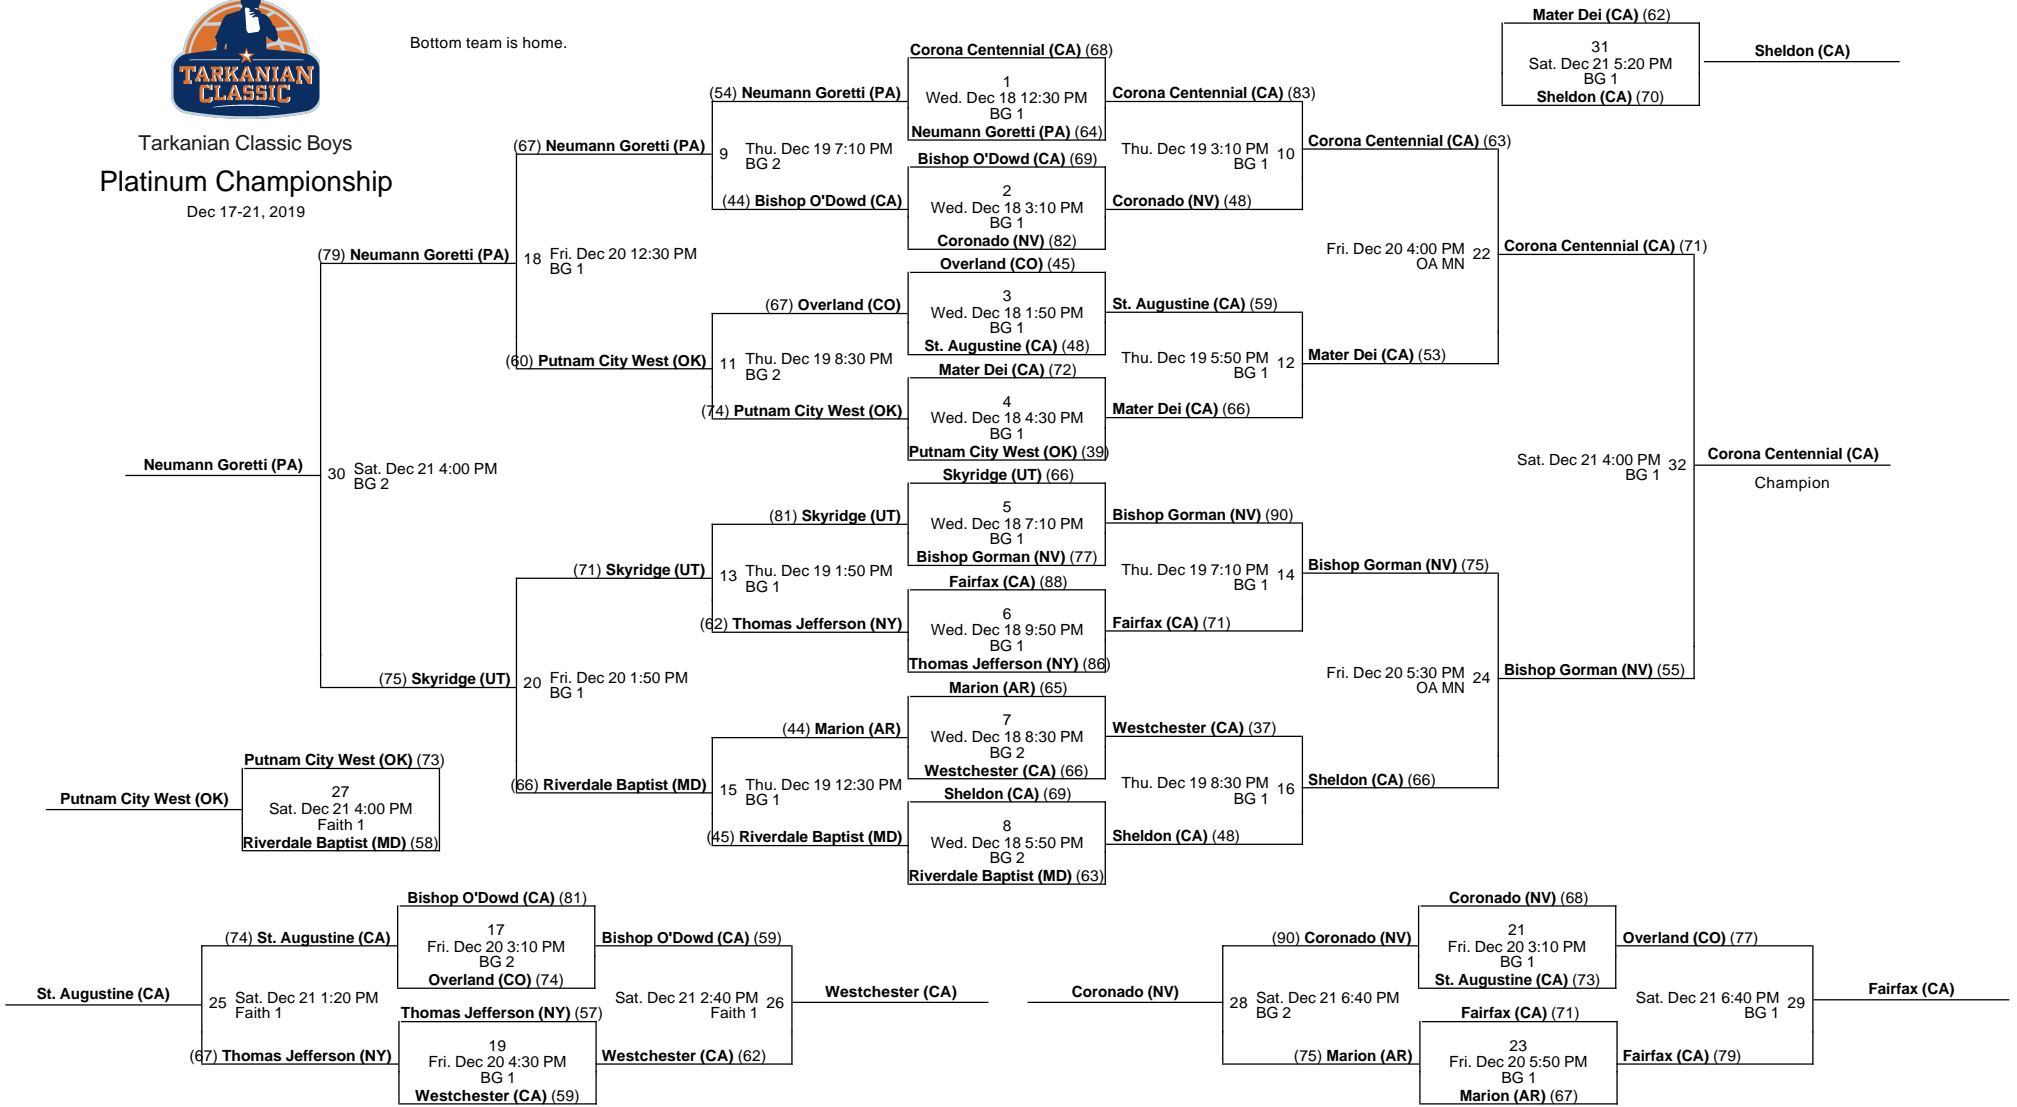 TARKANIAN
CLASSIC
Tarkanian Classic Boys
Platinum Championship
Dec 17-21, 2019
Bottom team is home.
Corona Centennial (CA) (68)
1
Wed. Dec 18 12:30 PM
BG 1
Neumann Goretti (PA) (64)
Bishop O'Dowd (CA) (69)
2
Wed. Dec 18 3:10 PM
BG 1
Coronado (NV) (82)
Overland (CO) (45)
3
Wed. Dec 18 1:50 PM
BG 1
St. Augustine (CA) (48)
Mater Dei (CA) (72)
4
Wed. Dec 18 4:30 PM
BG 1
Putnam City West (OK) (39)
Skyridge (UT) (66)
5
Wed. Dec 18 7:10 PM
BG 1
Bishop Gorman (NV) (77)
Fairfax (CA) (88)
6
Wed. Dec 18 9:50 PM
BG 1
Thomas Jefferson (NY) (86)
Marion (AR) (65)
7
Wed. Dec 18 8:30 PM
BG 2
Westchester (CA) (66)
Sheldon (CA) (69)
8
Wed. Dec 18 5:50 PM
BG 2
Riverdale Baptist (MD) (63)
(54) Neumann Goretti (PA)
9 Thu. Dec 19 7:10 PM
BG 2
(44) Bishop O'Dowd (CA)
(67) Overland (CO)
11 Thu. Dec 19 8:30 PM
BG 2
(74) Putnam City West (OK)
(81) Skyridge (UT)
13 Thu. Dec 19 1:50 PM
BG 1
(62) Thomas Jefferson (NY)
(44) Marion (AR)
15 Thu. Dec 19 12:30 PM
BG 1
(45) Riverdale Baptist (MD)
(67) Neumann Goretti (PA)
18 Fri. Dec 20 12:30 PM
BG 1
(60) Putnam City West (OK)
(71) Skyridge (UT)
20 Fri. Dec 20 1:50 PM
BG 1
(66) Riverdale Baptist (MD)
(79) Neumann Goretti (PA)
30 Sat. Dec 21 4:00 PM
BG 2
(75) Skyridge (UT)
Neumann Goretti (PA)
Corona Centennial (CA) (83)
Thu. Dec 19 3:10 PM 10
BG 1
Coronado (NV) (48)
St. Augustine (CA) (59)
Thu. Dec 19 5:50 PM 12
BG 1
Mater Dei (CA) (66)
Bishop Gorman (NV) (90)
Thu. Dec 19 7:10 PM 14
BG 1
Fairfax (CA) (71)
Westchester (CA) (37)
Thu. Dec 19 8:30 PM 16
BG 1
Sheldon (CA) (48)
Corona Centennial (CA) (63)
Fri. Dec 20 4:00 PM 22
OA MN
Mater Dei (CA) (53)
Bishop Gorman (NV) (75)
Fri. Dec 20 5:30 PM 24
OA MN
Sheldon (CA) (66)
Corona Centennial (CA) (71)
Sat. Dec 21 4:00 PM 32
BG 1
Bishop Gorman (NV) (55)
Corona Centennial (CA)
Champion
Mater Dei (CA) (62)
31
Sat. Dec 21 5:20 PM
BG 1
Sheldon (CA) (70)
Sheldon (CA)
Putnam City West (OK) (73)
27
Sat. Dec 21 4:00 PM
Faith 1
Riverdale Baptist (MD) (58)
Putnam City West (OK)
Bishop O'Dowd (CA) (81)
17
Fri. Dec 20 3:10 PM
BG 2
Overland (CO) (74)
Thomas Jefferson (NY) (57)
19
Fri. Dec 20 4:30 PM
BG 1
Westchester (CA) (59)
(74) St. Augustine (CA)
25 Sat. Dec 21 1:20 PM
Faith 1
(67) Thomas Jefferson (NY)
St. Augustine (CA)
Bishop O'Dowd (CA) (59)
Sat. Dec 21 2:40 PM 26
Faith 1
Westchester (CA) (62)
Westchester (CA)
Coronado (NV) (68)
21
Fri. Dec 20 3:10 PM
BG 1
St. Augustine (CA) (73)
Fairfax (CA) (71)
23
Fri. Dec 20 5:50 PM
BG 1
Marion (AR) (67)
(90) Coronado (NV)
28 Sat. Dec 21 6:40 PM
BG 2
(75) Marion (AR)
Coronado (NV)
Overland (CO) (77)
Sat. Dec 21 6:40 PM 29
BG 1
Fairfax (CA) (79)
Fairfax (CA)